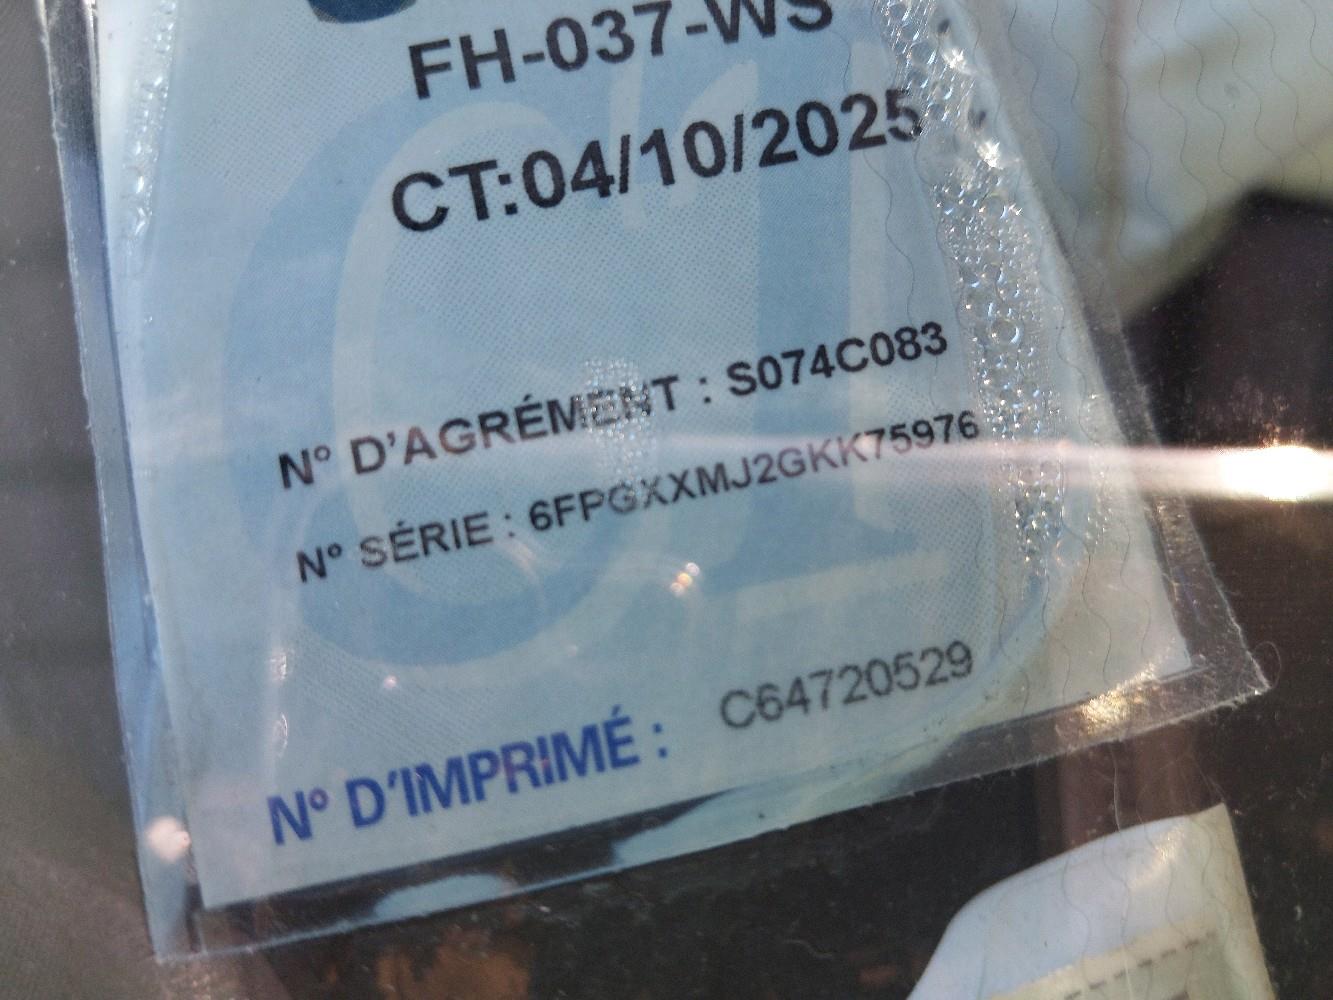 FH-037-WS
CT:04/10/2025
N° D'AGRÉMENT : S074C083
N° SÉRIE : 6FPGXXMJ2GKK75976
N° D'IMPRIMÉ : C64720529